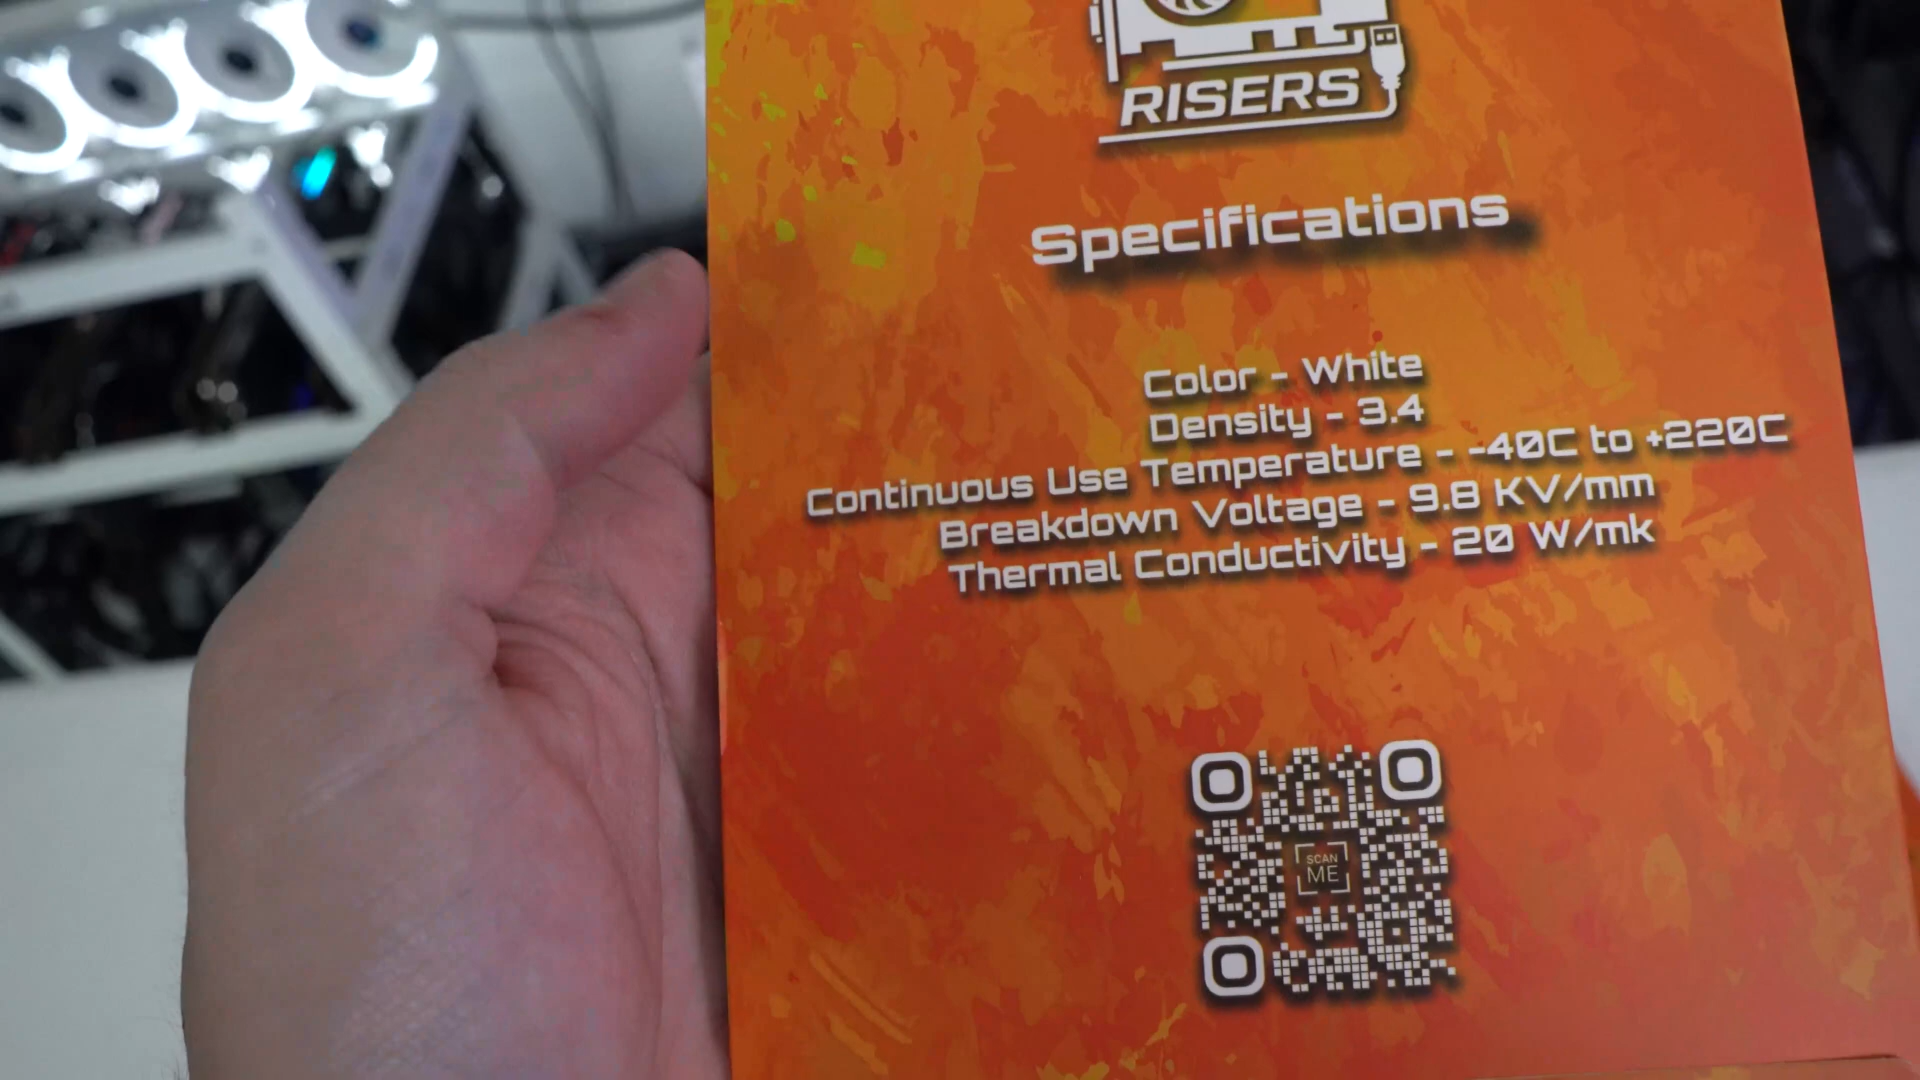 RISERS
Specifications
Color - White
Density - 3.4
Continuous Use Temperature - -40C to +220C
Breakdown Voltage - 9.8 KV/mm
Thermal Conductivity - 20 W/mk
SCAN
ME